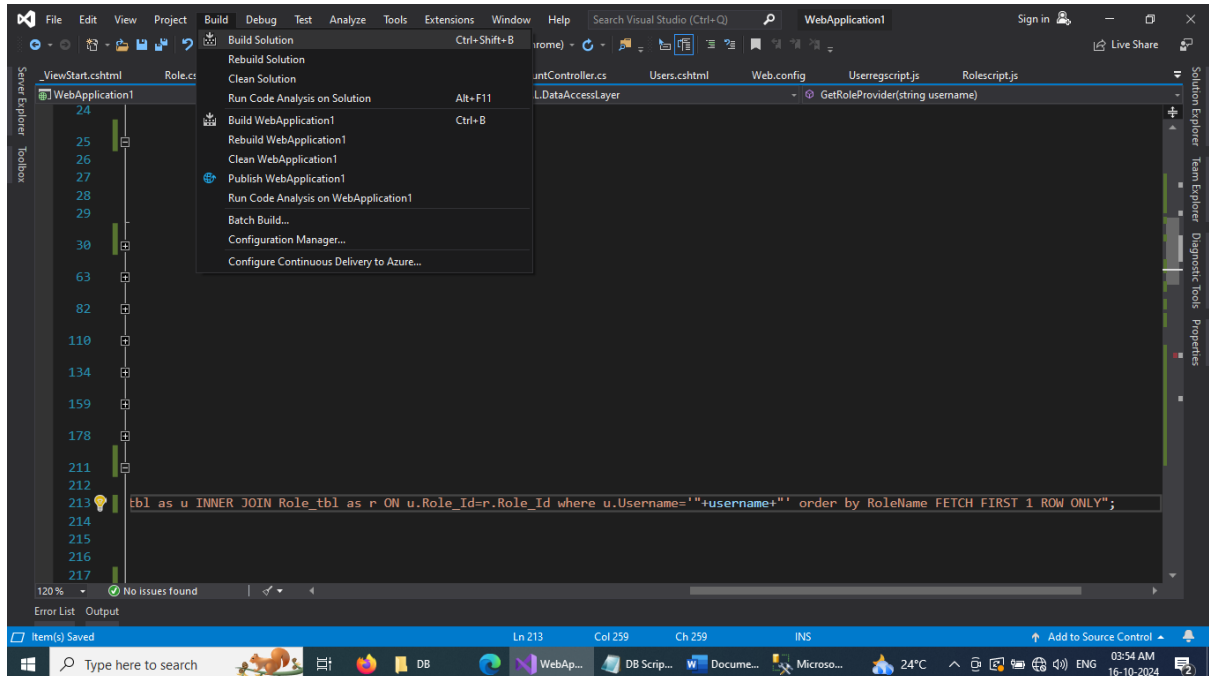 File Edit View Project Build Debug Test Analyze Tools Extensions Window Help Search Visual Studio (Ctrl+Q) WebApplication1 Sign in
rome) Live Share
_ViewStart.cshtml Role.cs untController.cs Users.cshtml Web.config Userregscript.js Rolescript.js
WebApplication1 L.DataAccessLayer GetRoleProvider(string username)
Build Solution Ctrl+Shift+B
Rebuild Solution
Clean Solution
Run Code Analysis on Solution Alt+F11
Build WebApplication1 Ctrl+B
Rebuild WebApplication1
Clean WebApplication1
Publish WebApplication1
Run Code Analysis on WebApplication1
Batch Build...
Configuration Manager...
Configure Continuous Delivery to Azure...
Server Explorer
Toolbox
Solution Explorer
Team Explorer
Diagnostic Tools
Properties
24
25
26
27
28
29
30
63
82
110
134
159
178
211
212
213 tbl as u INNER JOIN Role_tbl as r ON u.Role_Id=r.Role_Id where u.Username='"+username+"' order by RoleName FETCH FIRST 1 ROW ONLY";
214
215
216
217
120 % No issues found
Error List Output
Item(s) Saved Ln 213 Col 259 Ch 259 INS Add to Source Control
Type here to search DB WebAp... DB Scrip... Docume... Microso... 24°C ENG 03:54 AM
16-10-2024 2